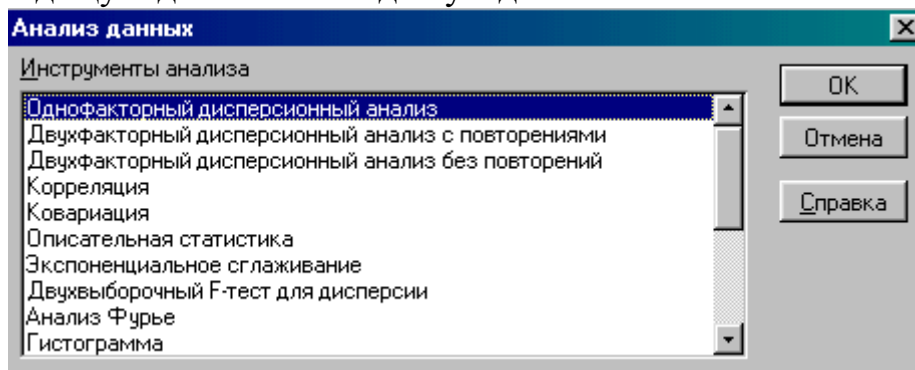 Анализ данных
Инструменты анализа
Однофакторный дисперсионный анализ
Двухфакторный дисперсионный анализ с повторениями
Двухфакторный дисперсионный анализ без повторений
Корреляция
Ковариация
Описательная статистика
Экспоненциальное сглаживание
Двухвыборочный F-тест для дисперсии
Анализ Фурье
Гистограмма
OK
Отмена
Справка